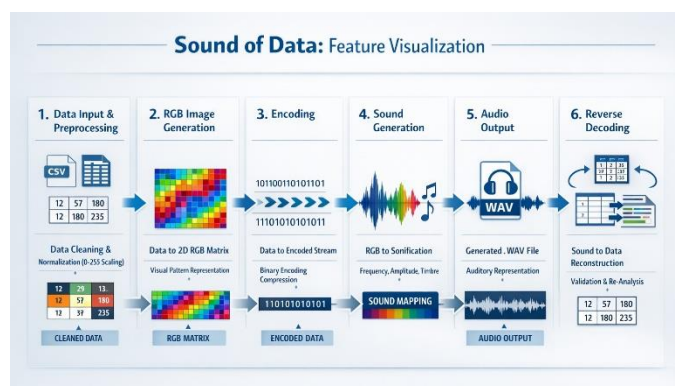 Sound of Data: Feature Visualization
1. Data Input &
Preprocessing
CSV
12 57 180
12 180 235
Data Cleaning &
Normalization (0-255 Scaling)
12 29 13..
12 57 180
12 235
CLEANED DATA
2. RGB Image
Generation
Data to 2D RGB Matrix
Visual Pattern Representation
RGB MATRIX
3. Encoding
101100110101101
11101010101011
Data to Encoded Stream
Binary Encoding
Compression
110101010101
ENCODED DATA
4. Sound
Generation
RGB to Sonification
Frequency, Amplitude, Timbre
SOUND MAPPING
5. Audio
Output
WAV
Generated .WAV File
Auditory Representation
AUDIO OUTPUT
6. Reverse
Decoding
Sound to Data
Reconstruction
Validation & Re-Analysis
12 57 180
12 180 235